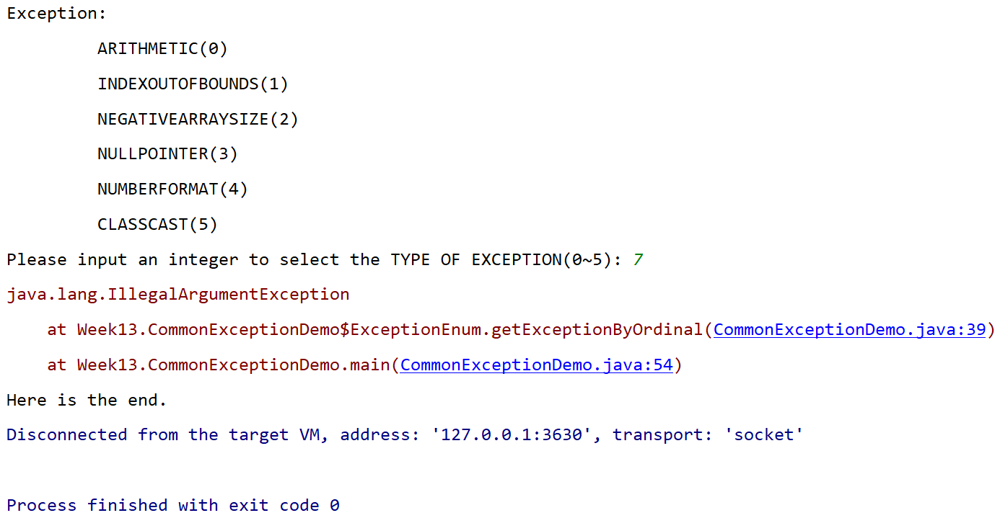 Exception:
ARITHMETIC(0)
INDEXOUTOFBOUNDS(1)
NEGATIVEARRAYSIZE(2)
NULLPOINTER(3)
NUMBERFORMAT(4)
CLASSCAST(5)
Please input an integer to select the TYPE OF EXCEPTION(0~5): 7
java.lang.IllegalArgumentException
at Week13.CommonExceptionDemo$ExceptionEnum.getExceptionByOrdinal(CommonExceptionDemo.java:39)
at Week13.CommonExceptionDemo.main(CommonExceptionDemo.java:54)
Here is the end.
Disconnected from the target VM, address: '127.0.0.1:3630', transport: 'socket'
Process finished with exit code 0